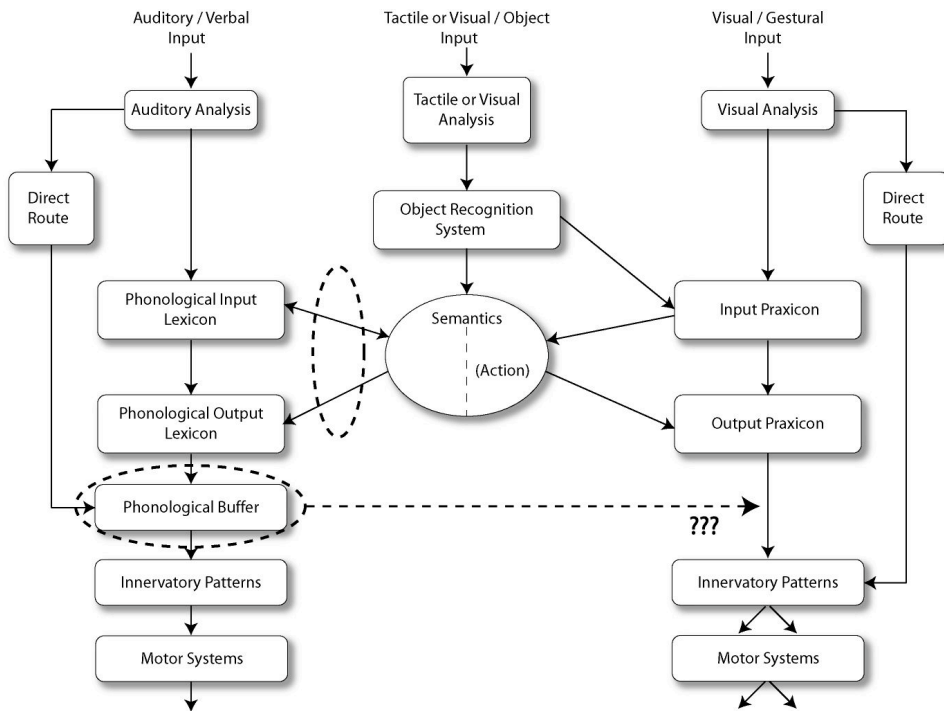 Auditory / Verbal
Input
Tactile or Visual / Object
Input
Visual / Gestural
Input
Auditory Analysis
Tactile or Visual
Analysis
Visual Analysis
Direct
Route
Object Recognition
System
Direct
Route
Phonological Input
Lexicon
Semantics
(Action)
Input Praxicon
Phonological Output
Lexicon
Output Praxicon
Phonological Buffer
???
Innervatory Patterns
Innervatory Patterns
Motor Systems
Motor Systems